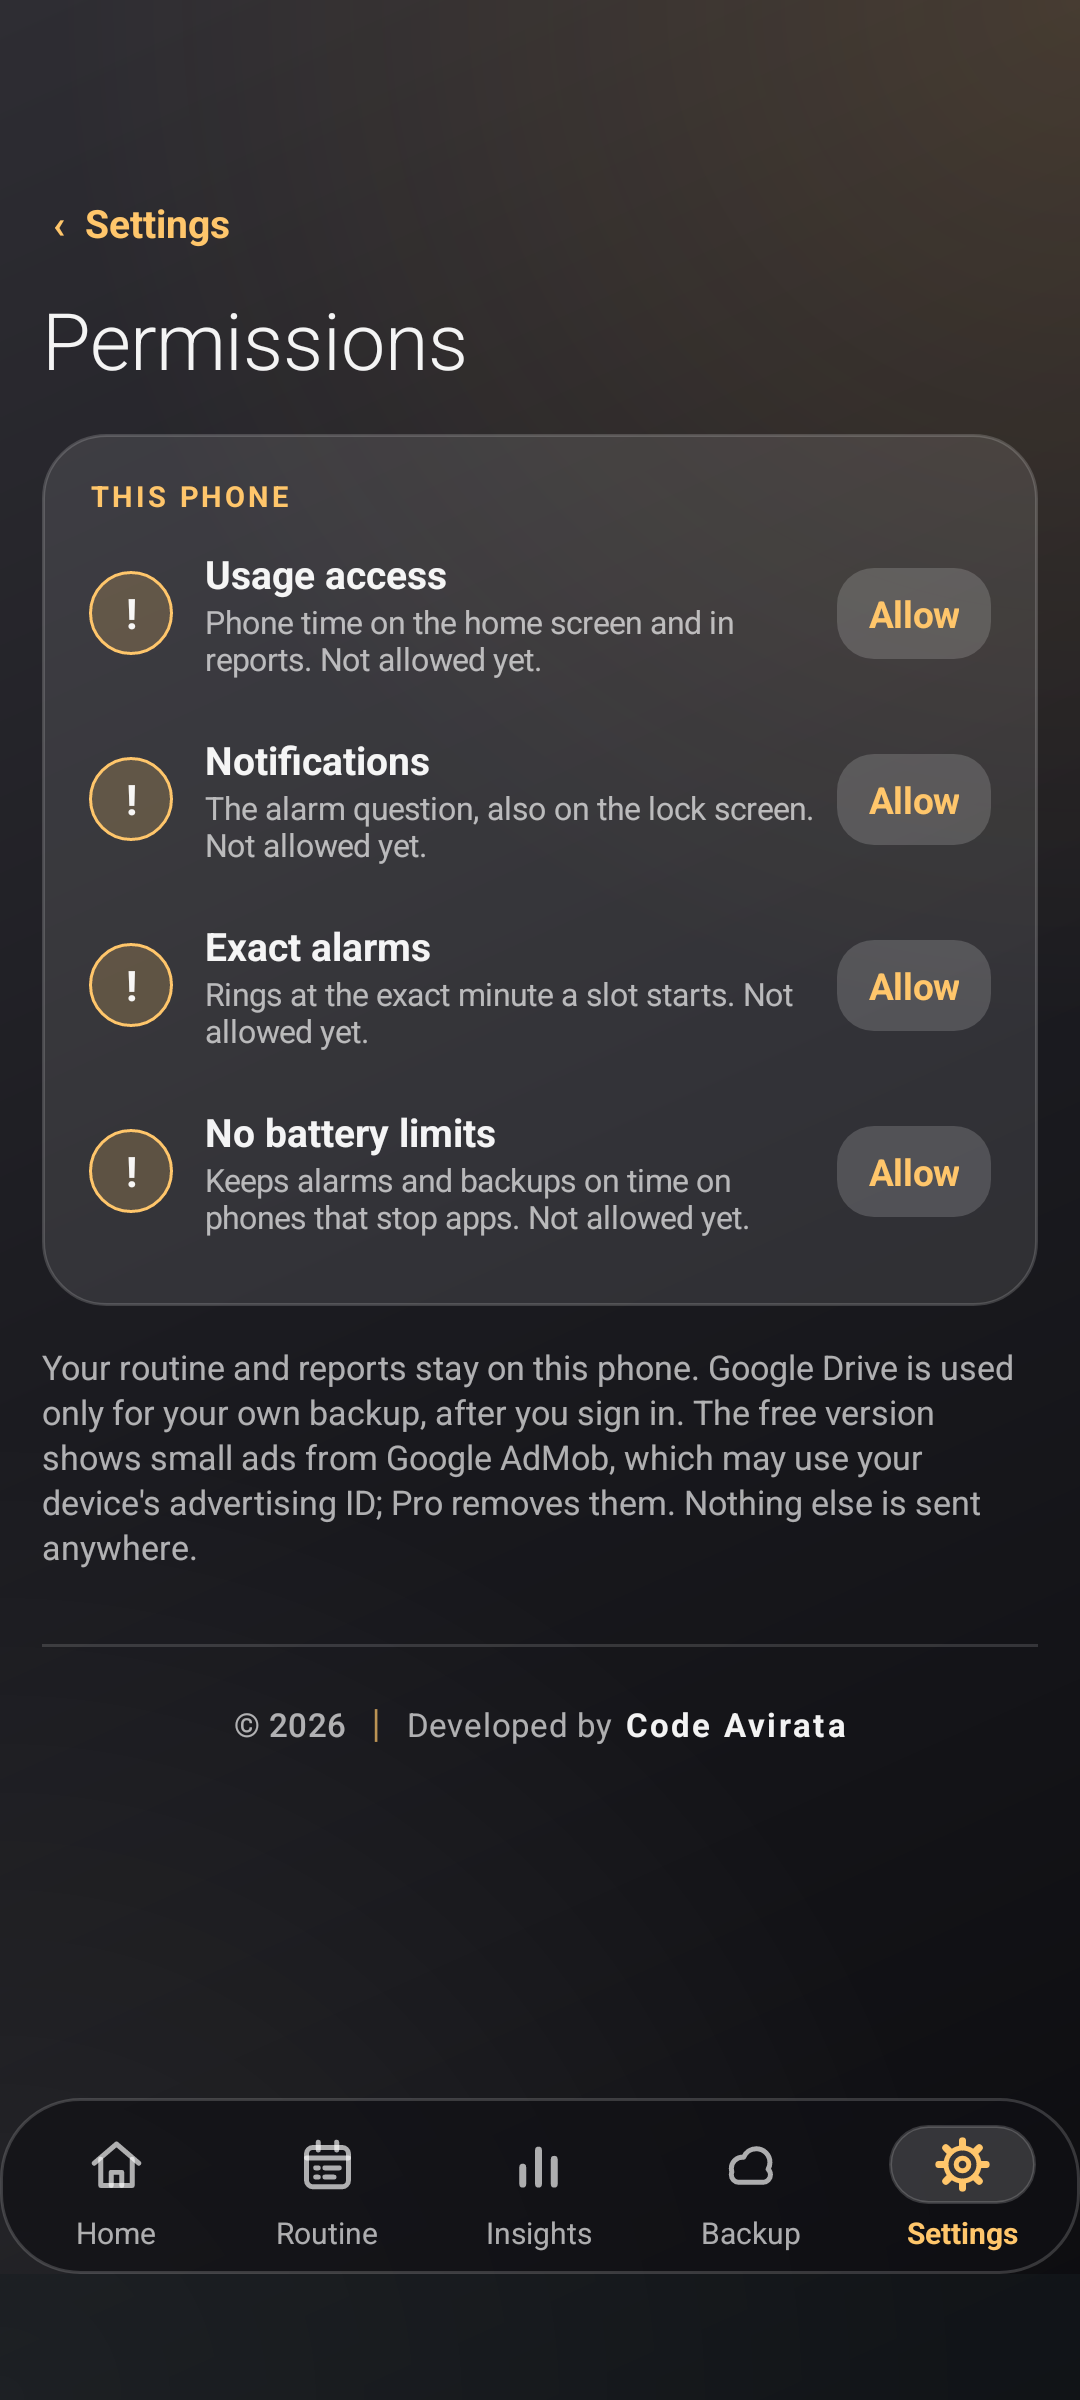 ‹ Settings
Permissions
THIS PHONE
! Usage access
Phone time on the home screen and in
reports. Not allowed yet.
Allow
! Notifications
The alarm question, also on the lock screen.
Not allowed yet.
Allow
! Exact alarms
Rings at the exact minute a slot starts. Not
allowed yet.
Allow
! No battery limits
Keeps alarms and backups on time on
phones that stop apps. Not allowed yet.
Allow
Your routine and reports stay on this phone. Google Drive is used
only for your own backup, after you sign in. The free version
shows small ads from Google AdMob, which may use your
device's advertising ID; Pro removes them. Nothing else is sent
anywhere.
© 2026 | Developed by Code Avirata
Home Routine Insights Backup Settings